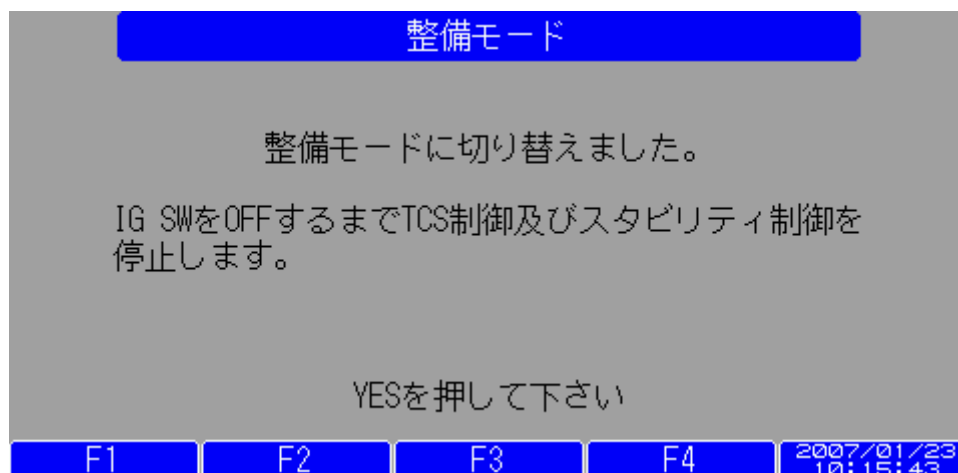 整備モード
整備モードに切り替えました。
IG SWをOFFするまでTCS制御及びスタビリティ制御を
停止します。
YESを押して下さい
F1 F2 F3 F4 2007/01/23
10:15:43